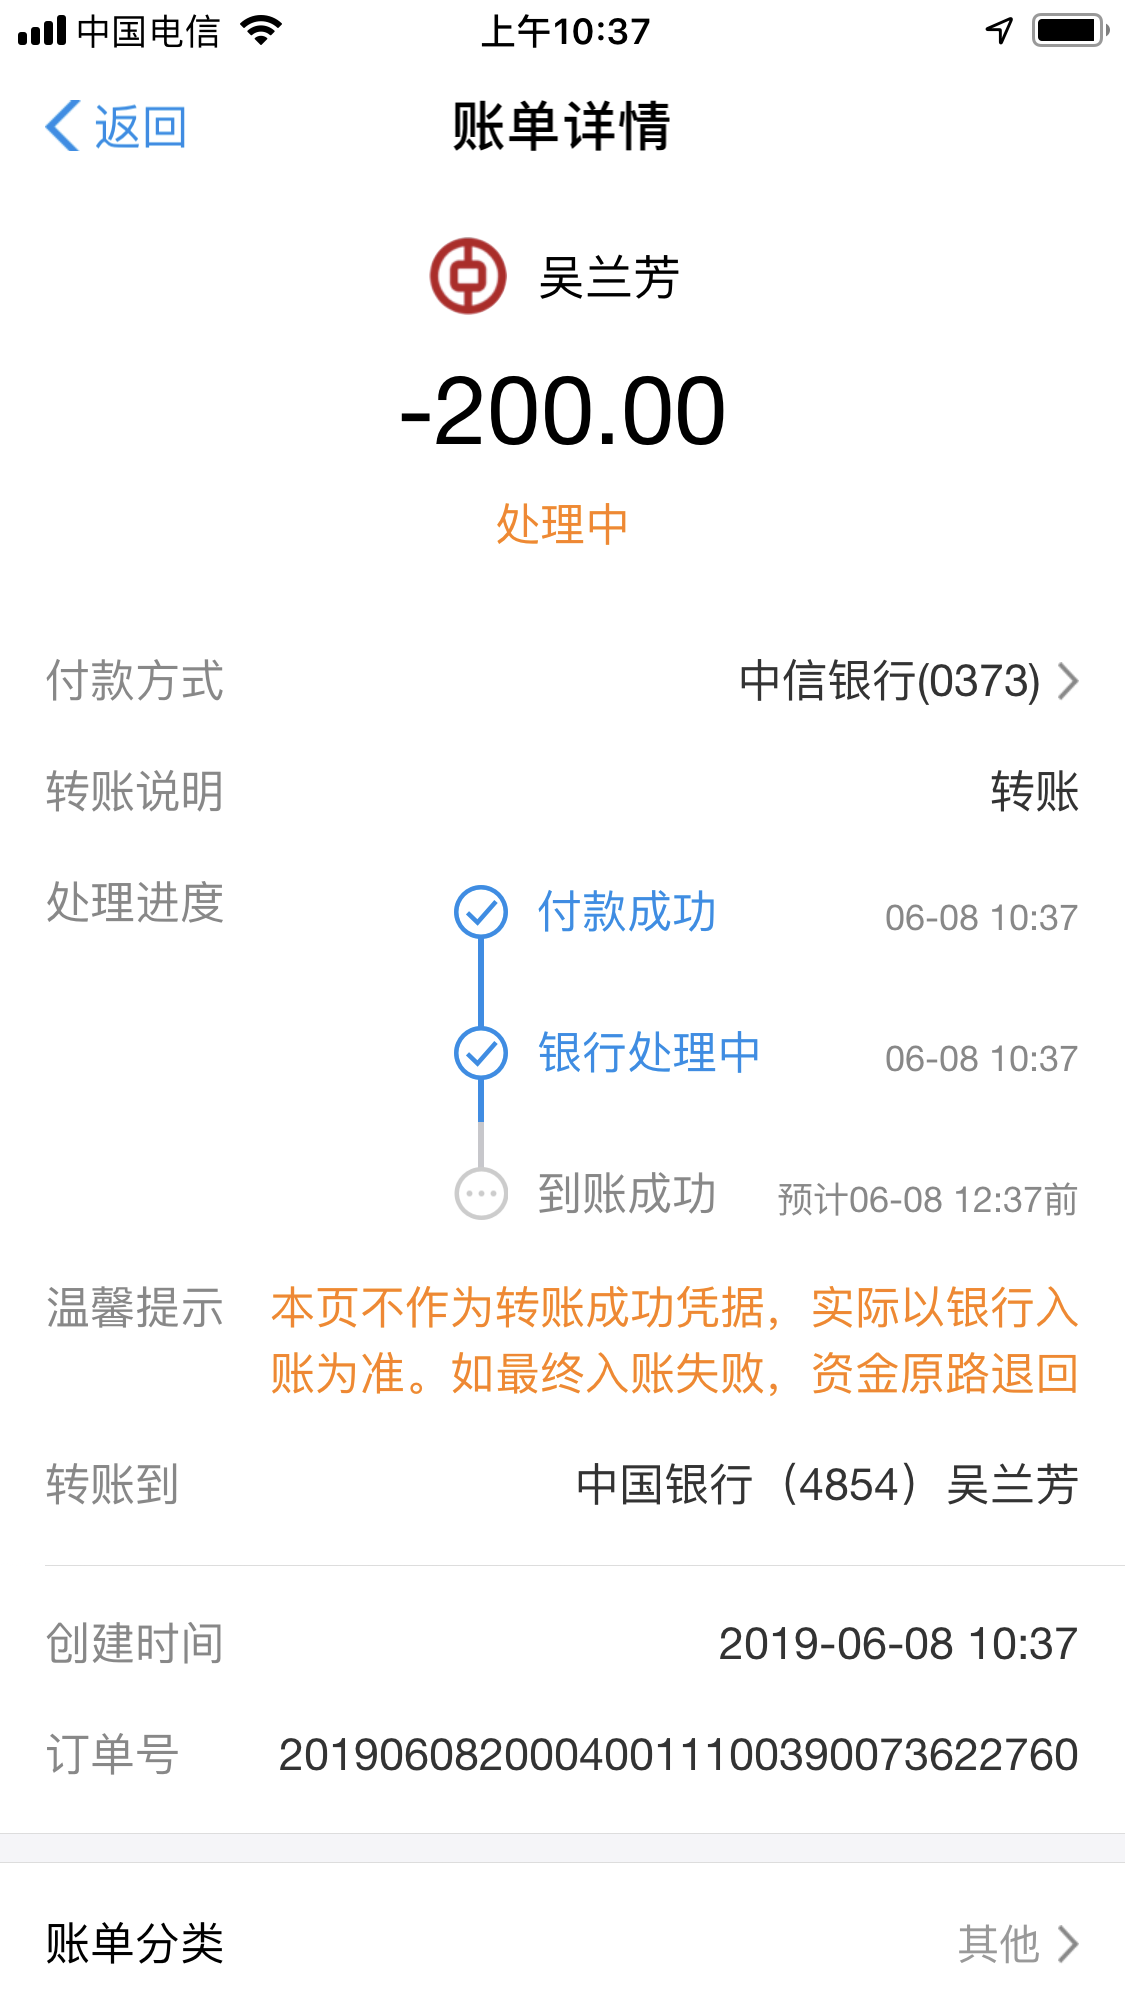 中国电信 上午10:37
返回 账单详情
吴兰芳
-200.00
处理中
付款方式 中信银行(0373)
转账说明 转账
处理进度 付款成功 06-08 10:37
银行处理中 06-08 10:37
到账成功 预计06-08 12:37前
温馨提示 本页不作为转账成功凭据，实际以银行入
账为准。如最终入账失败，资金原路退回
转账到 中国银行（4854）吴兰芳
创建时间 2019-06-08 10:37
订单号 20190608200040011100390073622760
账单分类 其他